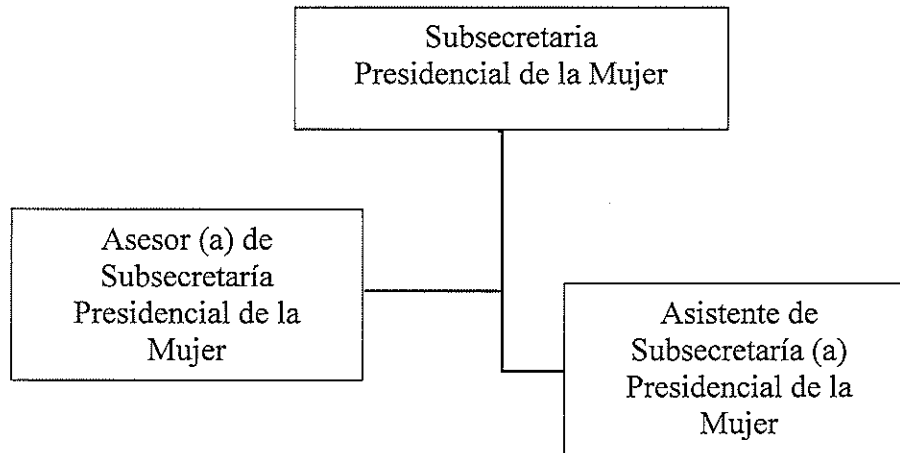 Subsecretaria
Presidencial de la Mujer
Asesor (a) de
Subsecretaría
Presidencial de la
Mujer
Asistente de
Subsecretaría (a)
Presidencial de la
Mujer